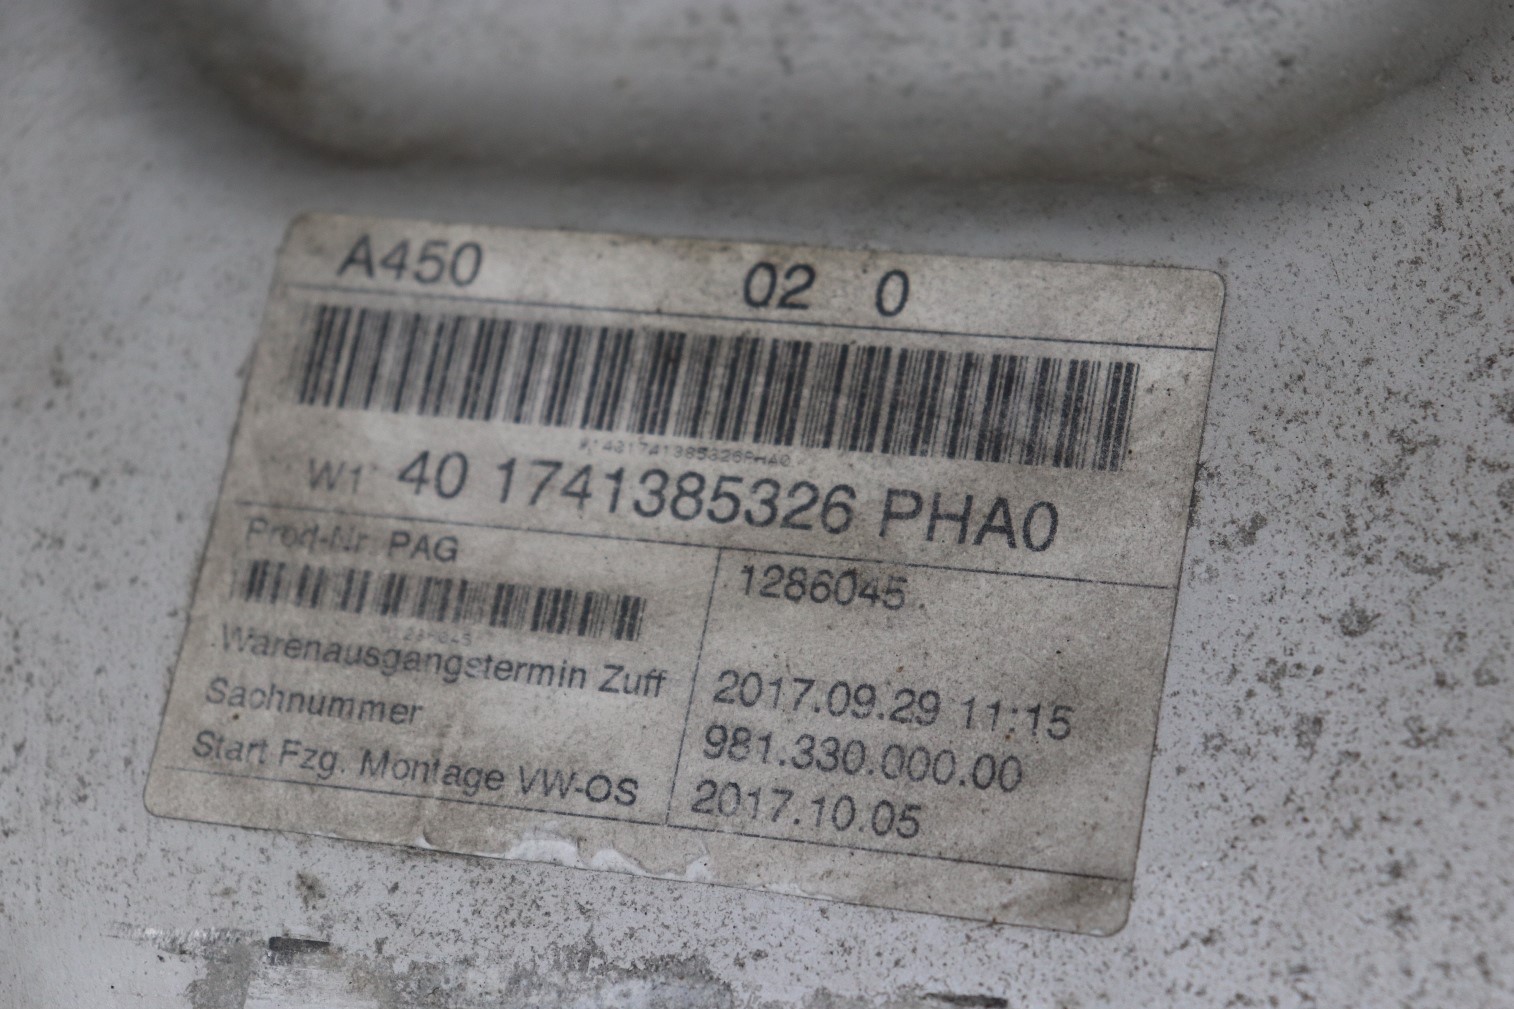 A450 02 0
W1 40 1741385326 PHA0
Prod-Nr PAG 1286045
Warenausgangstermin Zuff 2017.09.29 11:15
Sachnummer 981.330.000.00
Start Fzg. Montage VW-OS 2017.10.05